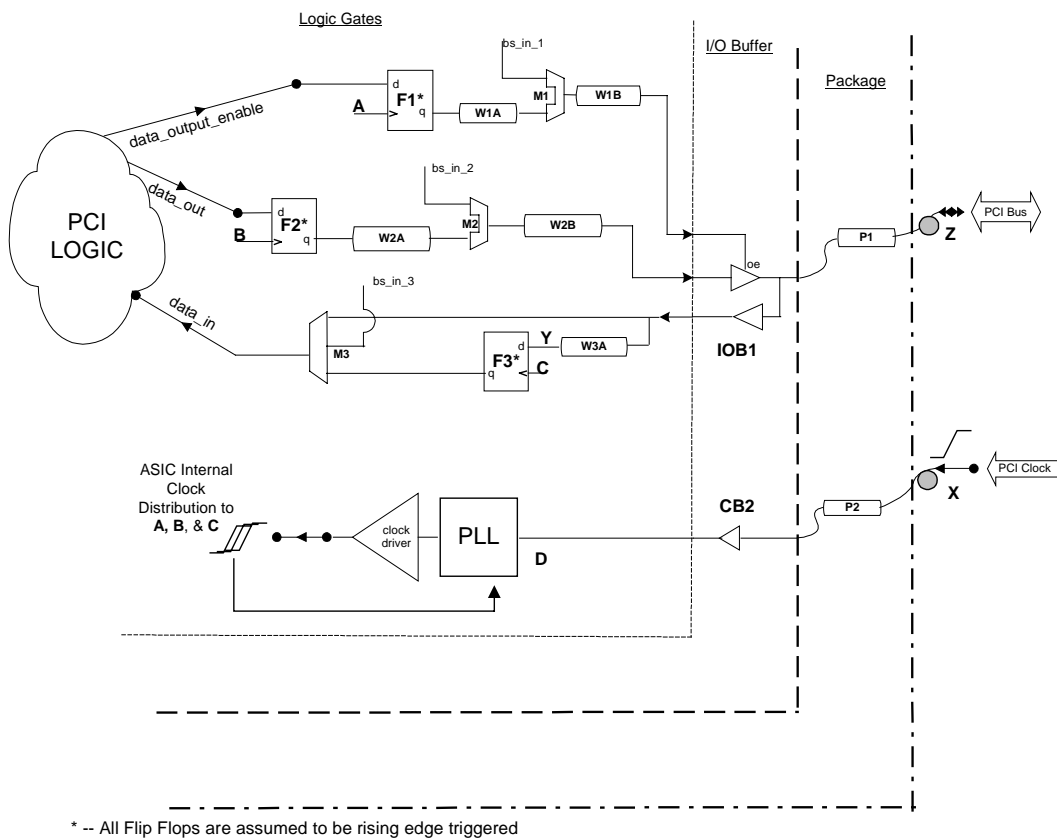 Logic Gates
I/O Buffer
Package
bs_in_1
d
F1*
A
q
W1A
M1
W1B
data_output_enable
bs_in_2
data_out
PCI
LOGIC
d
F2*
B
q
W2A
M2
W2B
oe
P1
Z
PCI Bus
bs_in_3
data_in
M3
d
F3*
q
Y
C
W3A
IOB1
ASIC Internal
Clock
Distribution to
A, B, & C
clock
driver
PLL
D
CB2
P2
X
PCI Clock
* -- All Flip Flops are assumed to be rising edge triggered